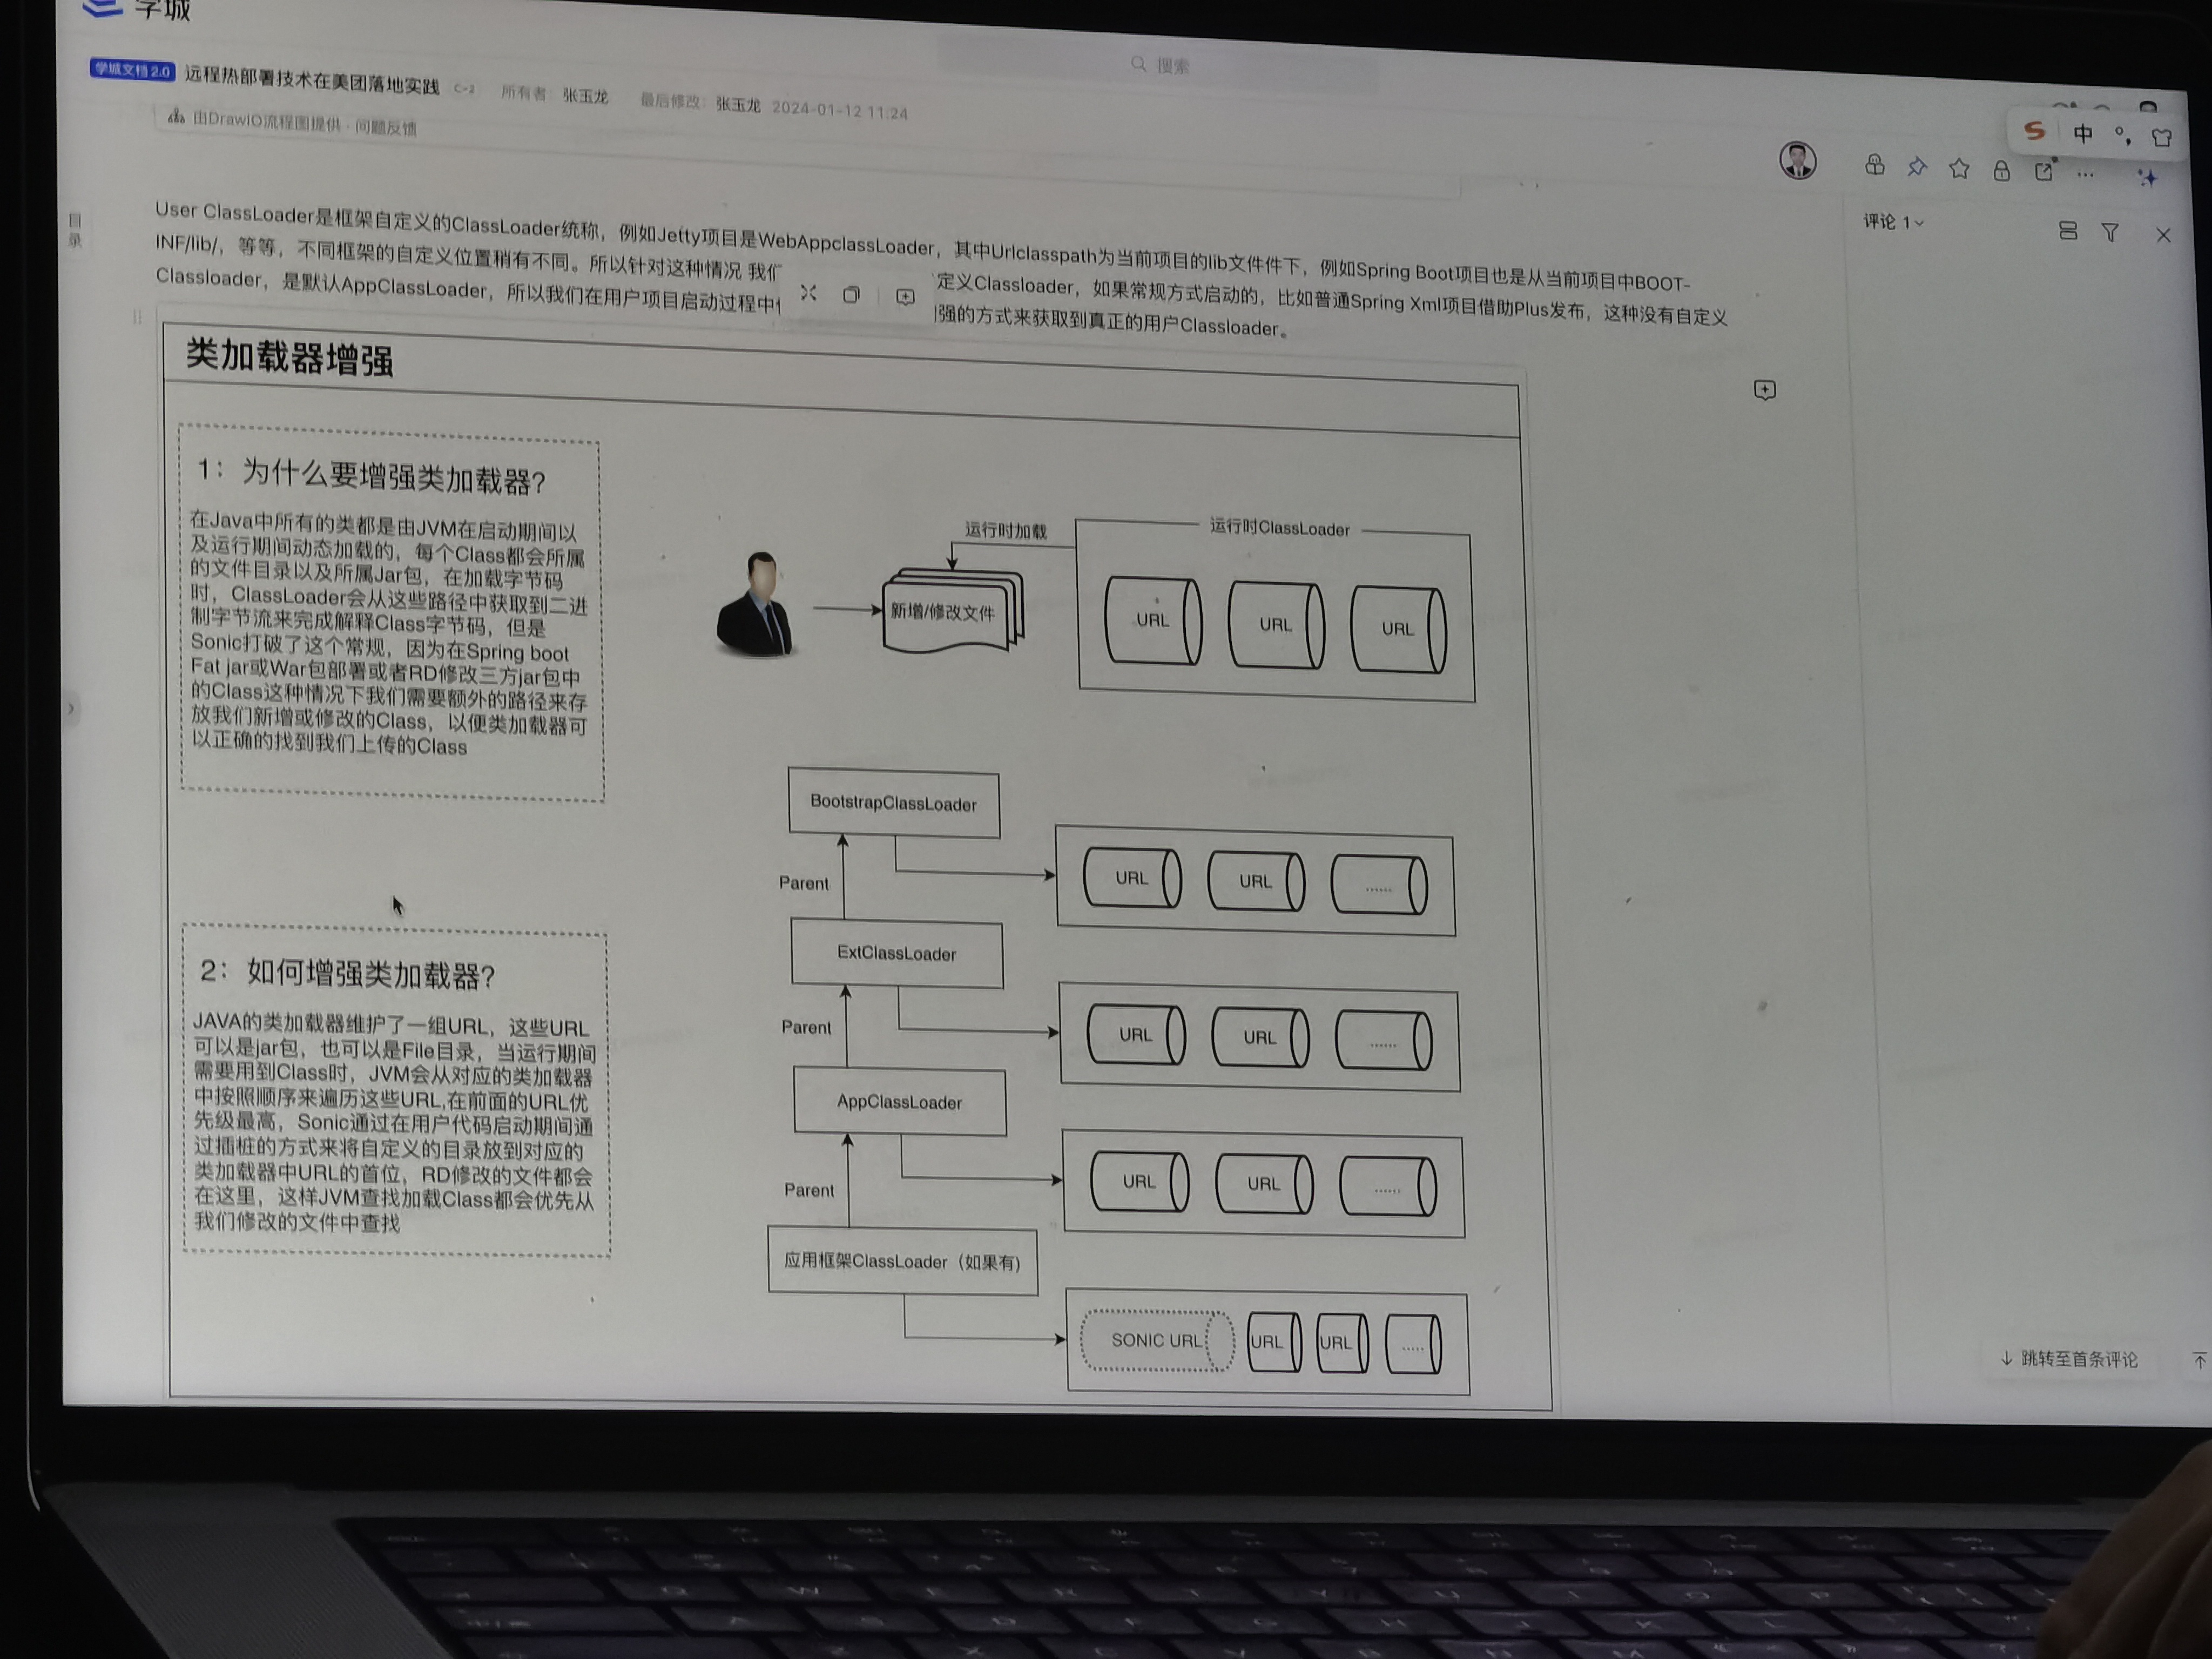 学城
搜索
学城文档 2.0 远程热部署技术在美团落地实践 C-2 所有者: 张玉龙 最后修改: 张玉龙 2024-01-12 11:24
由DrawIO流程图提供 · 问题反馈
中
目录
评论 1
User ClassLoader是框架自定义的ClassLoader统称，例如Jetty项目是WebAppclassLoader，其中Urlclasspath为当前项目的lib文件件下，例如Spring Boot项目也是从当前项目中BOOT-
INF/lib/，等等，不同框架的自定义位置稍有不同。所以针对这种情况 我们 定义Classloader，如果常规方式启动的，比如普通Spring Xml项目借助Plus发布，这种没有自定义
Classloader，是默认AppClassLoader，所以我们在用户项目启动过程中 强的方式来获取到真正的用户Classloader。
类加载器增强
1：为什么要增强类加载器？
在Java中所有的类都是由JVM在启动期间以
及运行期间动态加载的，每个Class都会所属
的文件目录以及所属Jar包，在加载字节码
时，ClassLoader会从这些路径中获取到二进
制字节流来完成解释Class字节码，但是
Sonic打破了这个常规，因为在Spring boot
Fat jar或War包部署或者RD修改三方jar包中
的Class这种情况下我们需要额外的路径来存
放我们新增或修改的Class，以便类加载器可
以正确的找到我们上传的Class
运行时加载
运行时ClassLoader
新增/修改文件
URL
URL
URL
BootstrapClassLoader
URL
URL
......
Parent
ExtClassLoader
URL
URL
......
Parent
AppClassLoader
URL
URL
......
Parent
应用框架ClassLoader（如果有）
SONIC URL
URL
URL
.....
2：如何增强类加载器？
JAVA的类加载器维护了一组URL，这些URL
可以是jar包，也可以是File目录，当运行期间
需要用到Class时，JVM会从对应的类加载器
中按照顺序来遍历这些URL,在前面的URL优
先级最高，Sonic通过在用户代码启动期间通
过插桩的方式来将自定义的目录放到对应的
类加载器中URL的首位，RD修改的文件都会
在这里，这样JVM查找加载Class都会优先从
我们修改的文件中查找
跳转至首条评论